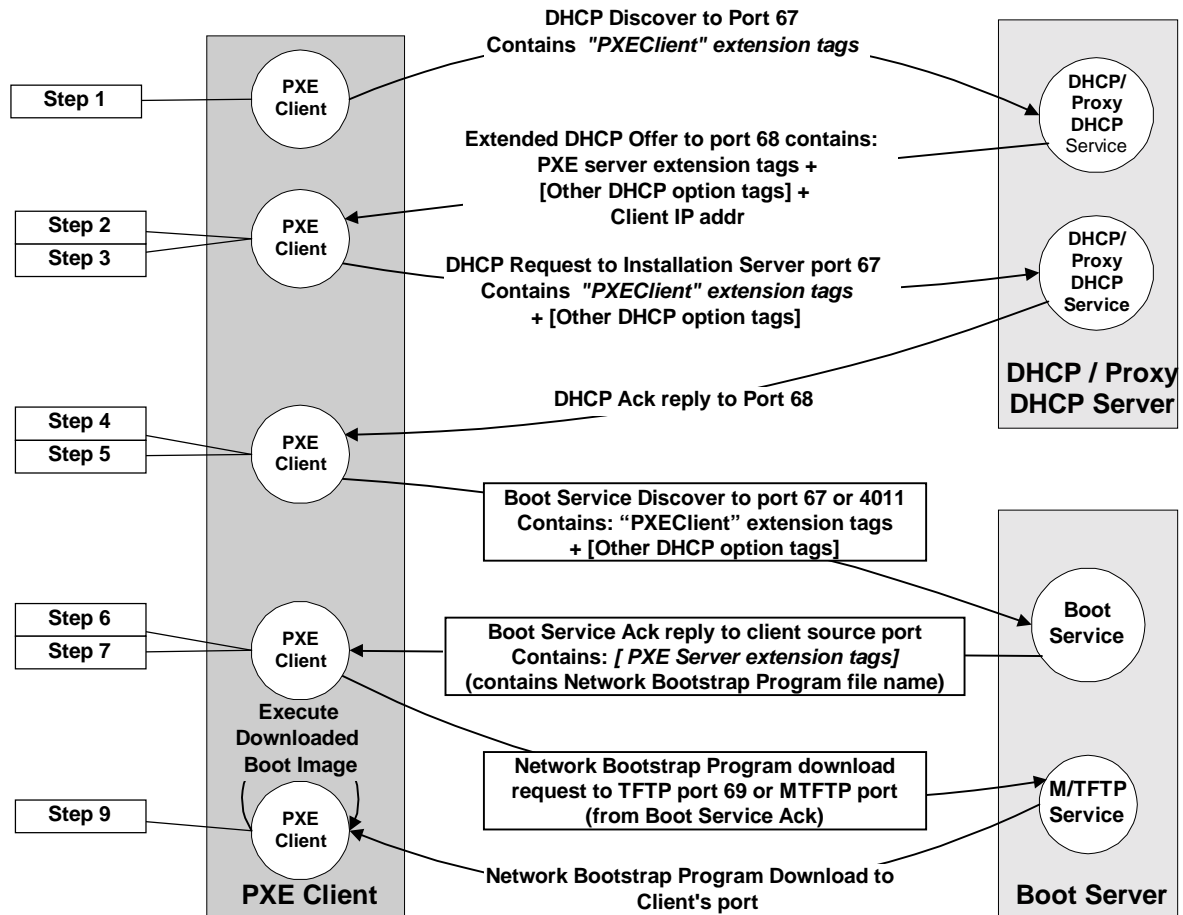 DHCP Discover to Port 67
Contains "PXEClient" extension tags
Step 1
PXE
Client
DHCP/
Proxy
DHCP
Service
Extended DHCP Offer to port 68 contains:
PXE server extension tags +
[Other DHCP option tags] +
Client IP addr
Step 2
Step 3
PXE
Client
DHCP/
Proxy
DHCP
Service
DHCP Request to Installation Server port 67
Contains "PXEClient" extension tags
+ [Other DHCP option tags]
DHCP / Proxy
DHCP Server
DHCP Ack reply to Port 68
Step 4
Step 5
PXE
Client
Boot Service Discover to port 67 or 4011
Contains: “PXEClient” extension tags
+ [Other DHCP option tags]
Step 6
Step 7
PXE
Client
Boot
Service
Boot Service Ack reply to client source port
Contains: [ PXE Server extension tags]
(contains Network Bootstrap Program file name)
Execute
Downloaded
Boot Image
Network Bootstrap Program download
request to TFTP port 69 or MTFTP port
(from Boot Service Ack)
M/TFTP
Service
Step 9
PXE
Client
Network Bootstrap Program Download to
Client's port
PXE Client
Boot Server